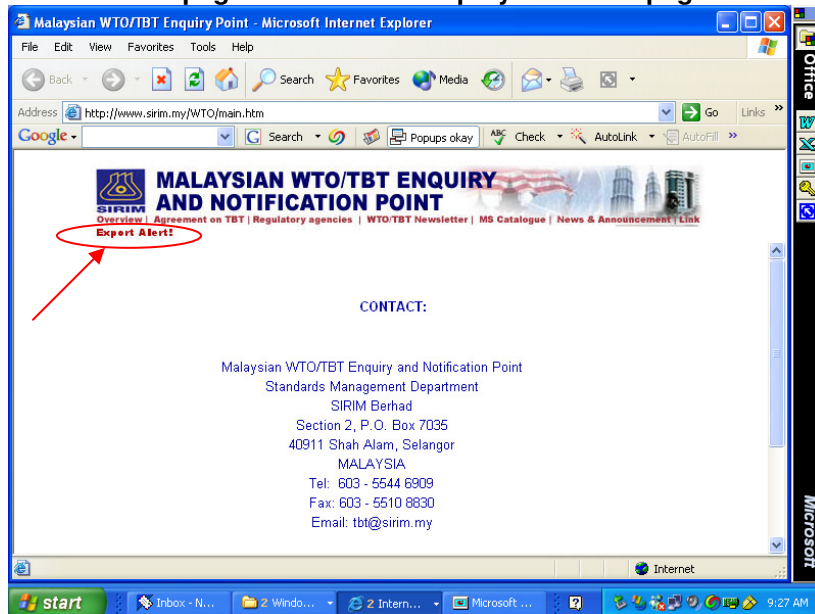 Malaysian WTO/TBT Enquiry Point - Microsoft Internet Explorer
File Edit View Favorites Tools Help
Back Search Favorites Media
Address http://www.sirim.my/WTO/main.htm Go Links »
Google Search Popups okay ABC Check AutoLink AutoFill »
MALAYSIAN WTO/TBT ENQUIRY
AND NOTIFICATION POINT
SIRIM
Overview | Agreement on TBT | Regulatory agencies | WTO/TBT Newsletter | MS Catalogue | News & Announcement | Link
Export Alert!
CONTACT:
Malaysian WTO/TBT Enquiry and Notification Point
Standards Management Department
SIRIM Berhad
Section 2, P.O. Box 7035
40911 Shah Alam, Selangor
MALAYSIA
Tel: 603 - 5544 6909
Fax: 603 - 5510 8830
Email: tbt@sirim.my
Internet
start Inbox - N... 2 Windo... 2 Intern... Microsoft ... 9:27 AM
Office
Microsoft